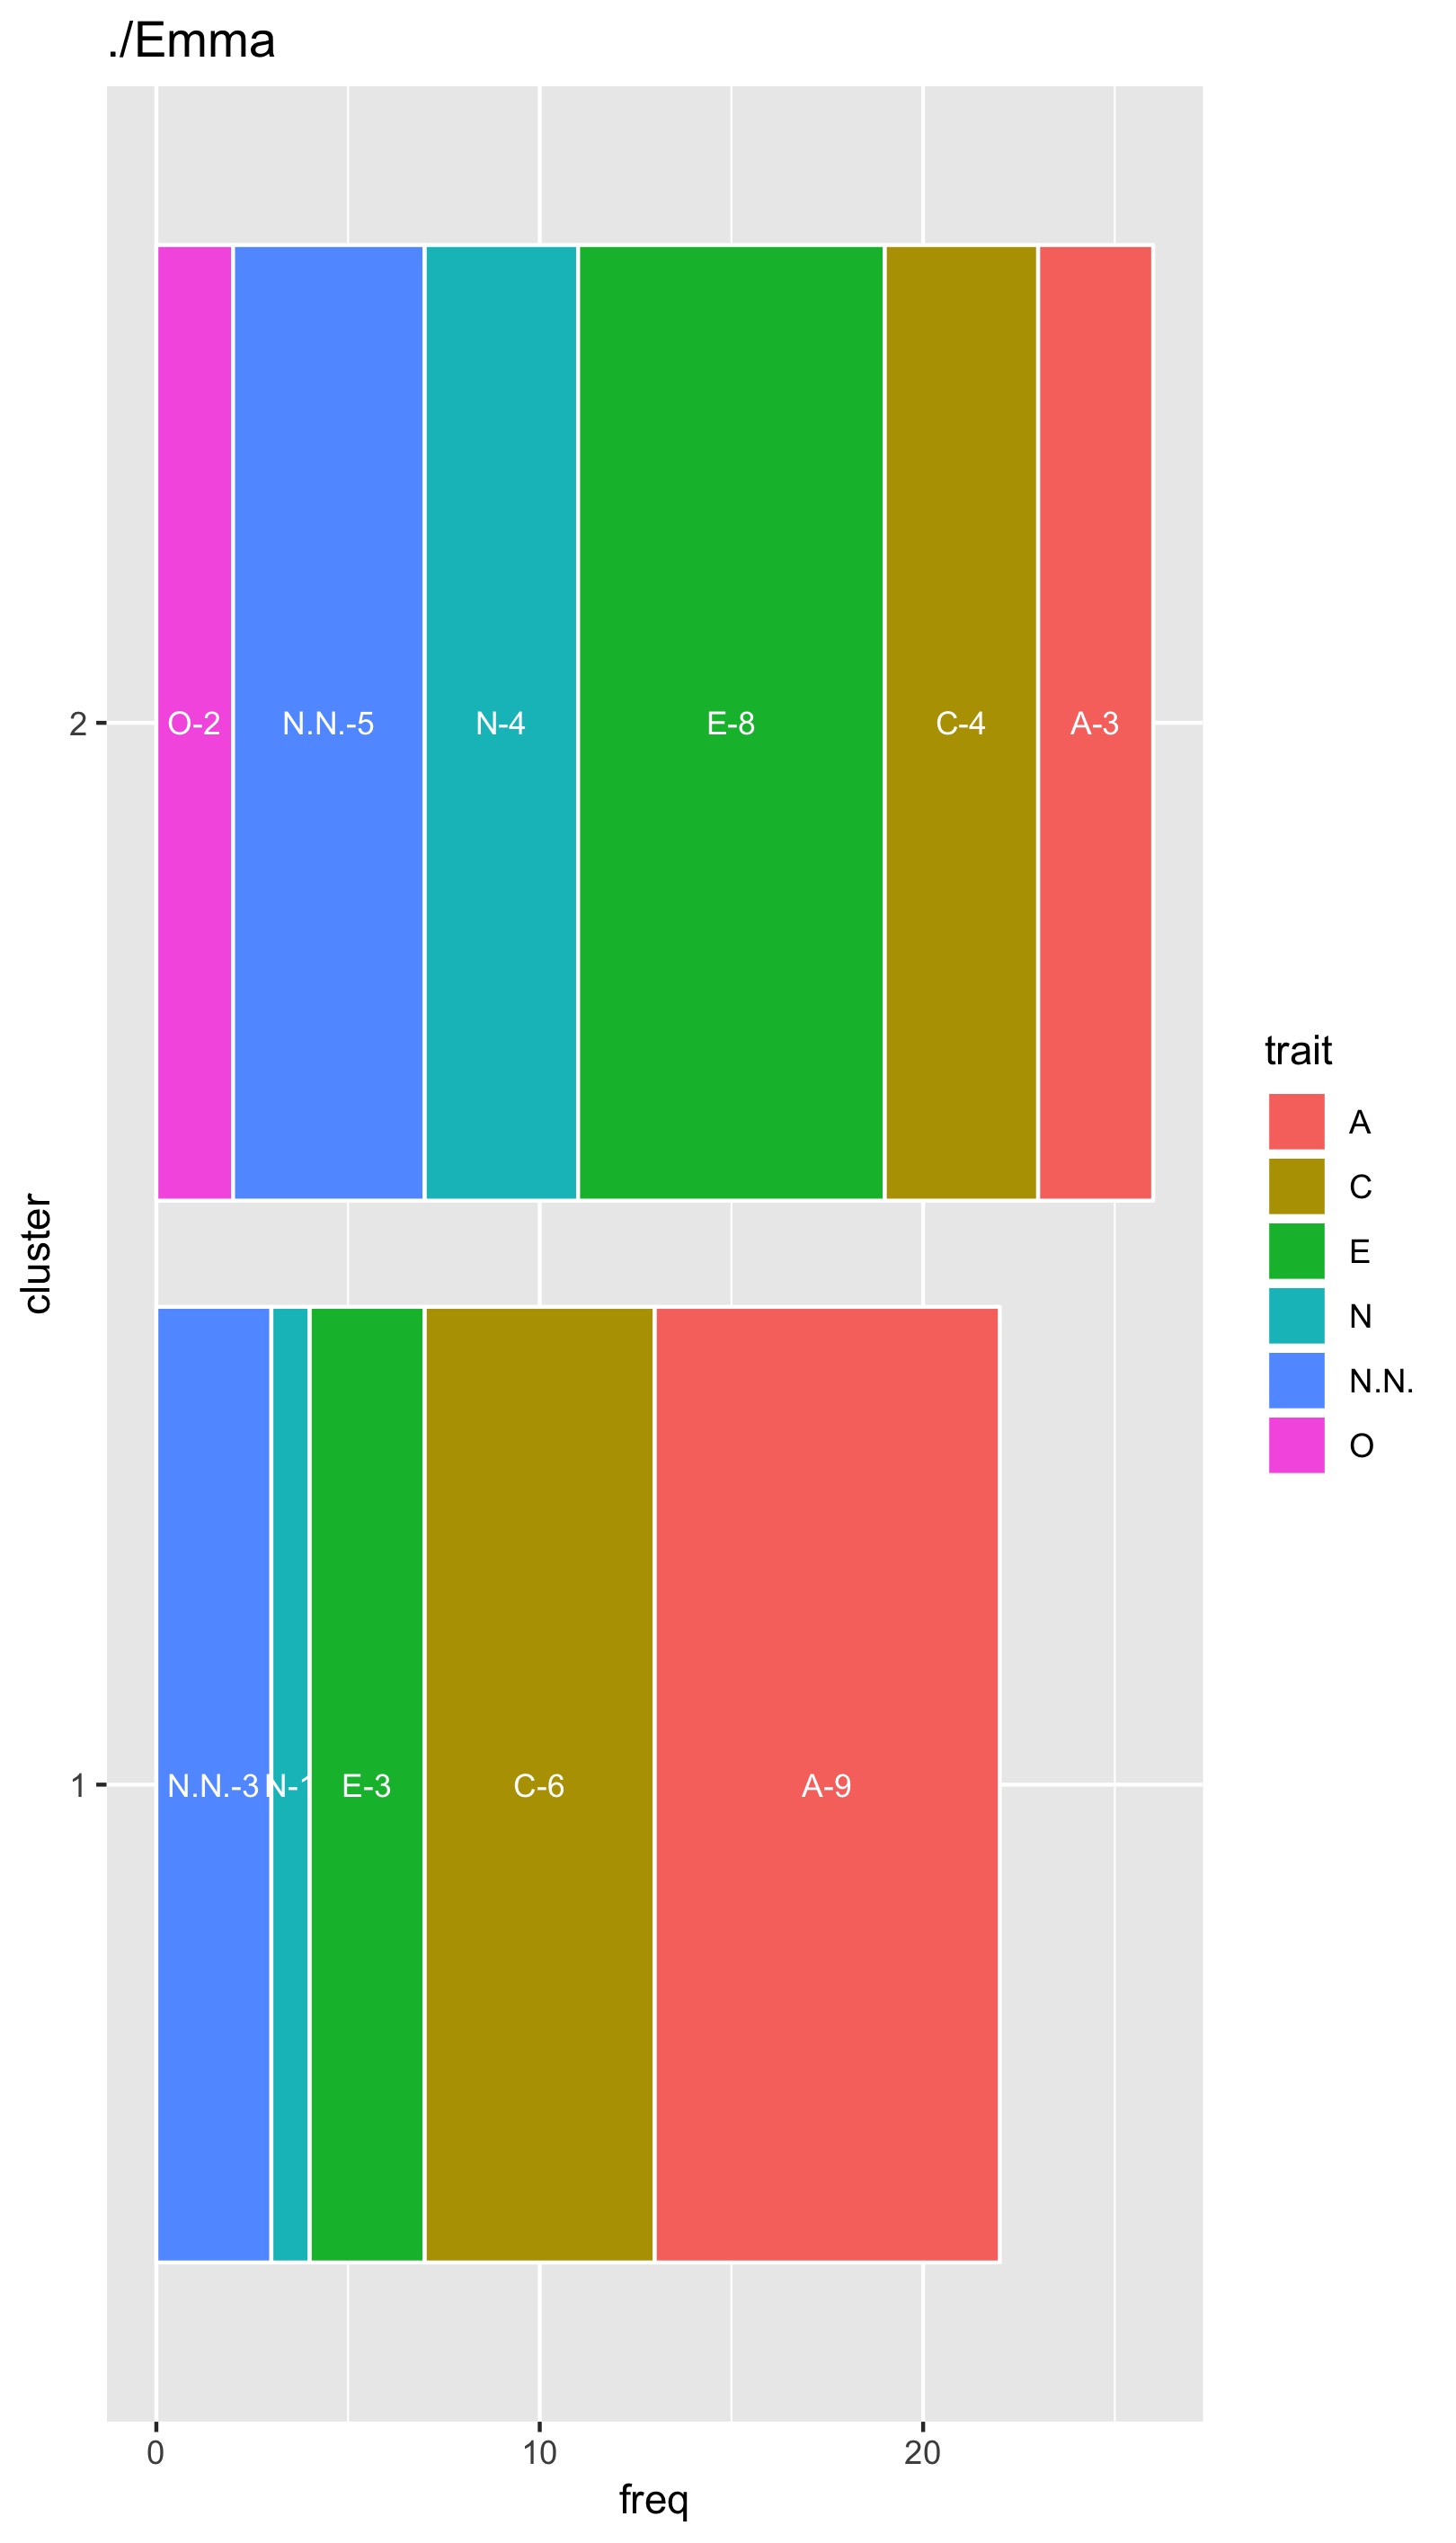 ./Emma
2
O-2 N.N.-5 N-4 E-8 C-4 A-3
cluster
1
N.N.-3 N-1 E-3 C-6 A-9
0 10 20
freq
trait
A
C
E
N
N.N.
O